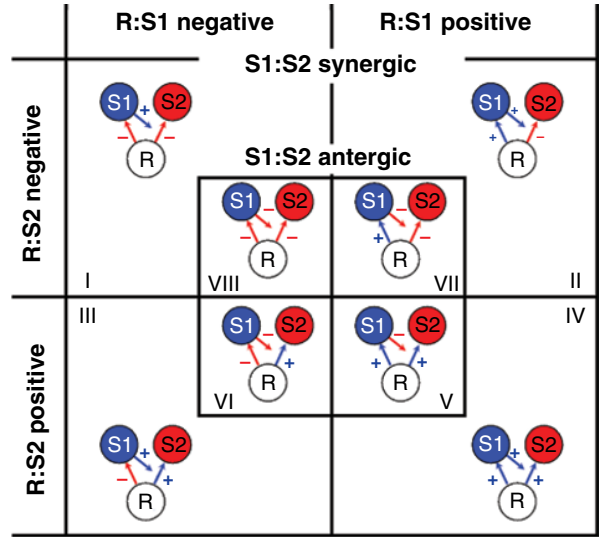 R:S1 negative
R:S1 positive
S1:S2 synergic
R:S2 negative
S1 + S2
− −
R
S1 + S2
+ −
R
S1:S2 antergic
S1 − S2
− −
R
S1 − S2
+ −
R
I
VIII
VII
II
III
IV
R:S2 positive
S1 − S2
− +
R
S1 − S2
+ +
R
VI
V
S1 + S2
− +
R
S1 + S2
+ +
R